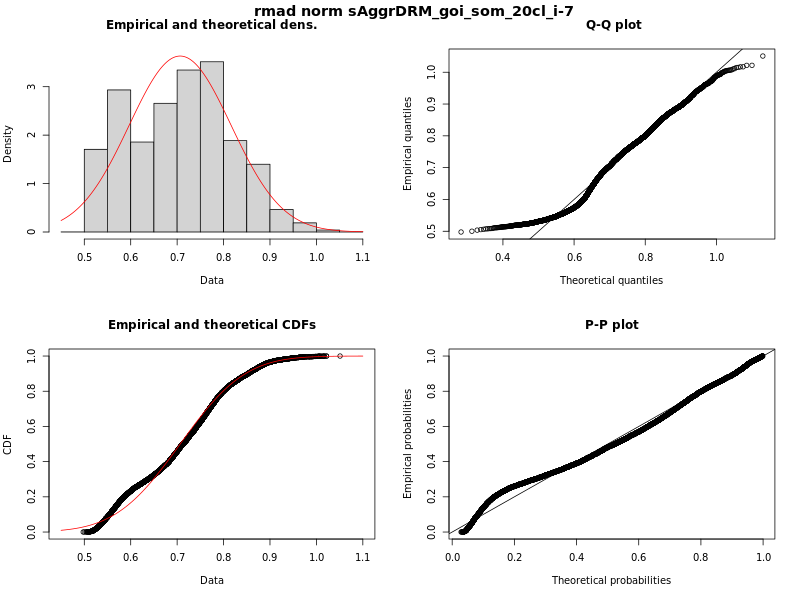 rmad norm sAggrDRM_goi_som_20cl_i-7
Empirical and theoretical dens.
Density
0 1 2 3
0.5 0.6 0.7 0.8 0.9 1.0 1.1
Data
Q-Q plot
Empirical quantiles
0.5 0.6 0.7 0.8 0.9 1.0
0.4 0.6 0.8 1.0
Theoretical quantiles
Empirical and theoretical CDFs
CDF
0.0 0.2 0.4 0.6 0.8 1.0
0.5 0.6 0.7 0.8 0.9 1.0 1.1
Data
P-P plot
Empirical probabilities
0.0 0.2 0.4 0.6 0.8 1.0
0.0 0.2 0.4 0.6 0.8 1.0
Theoretical probabilities